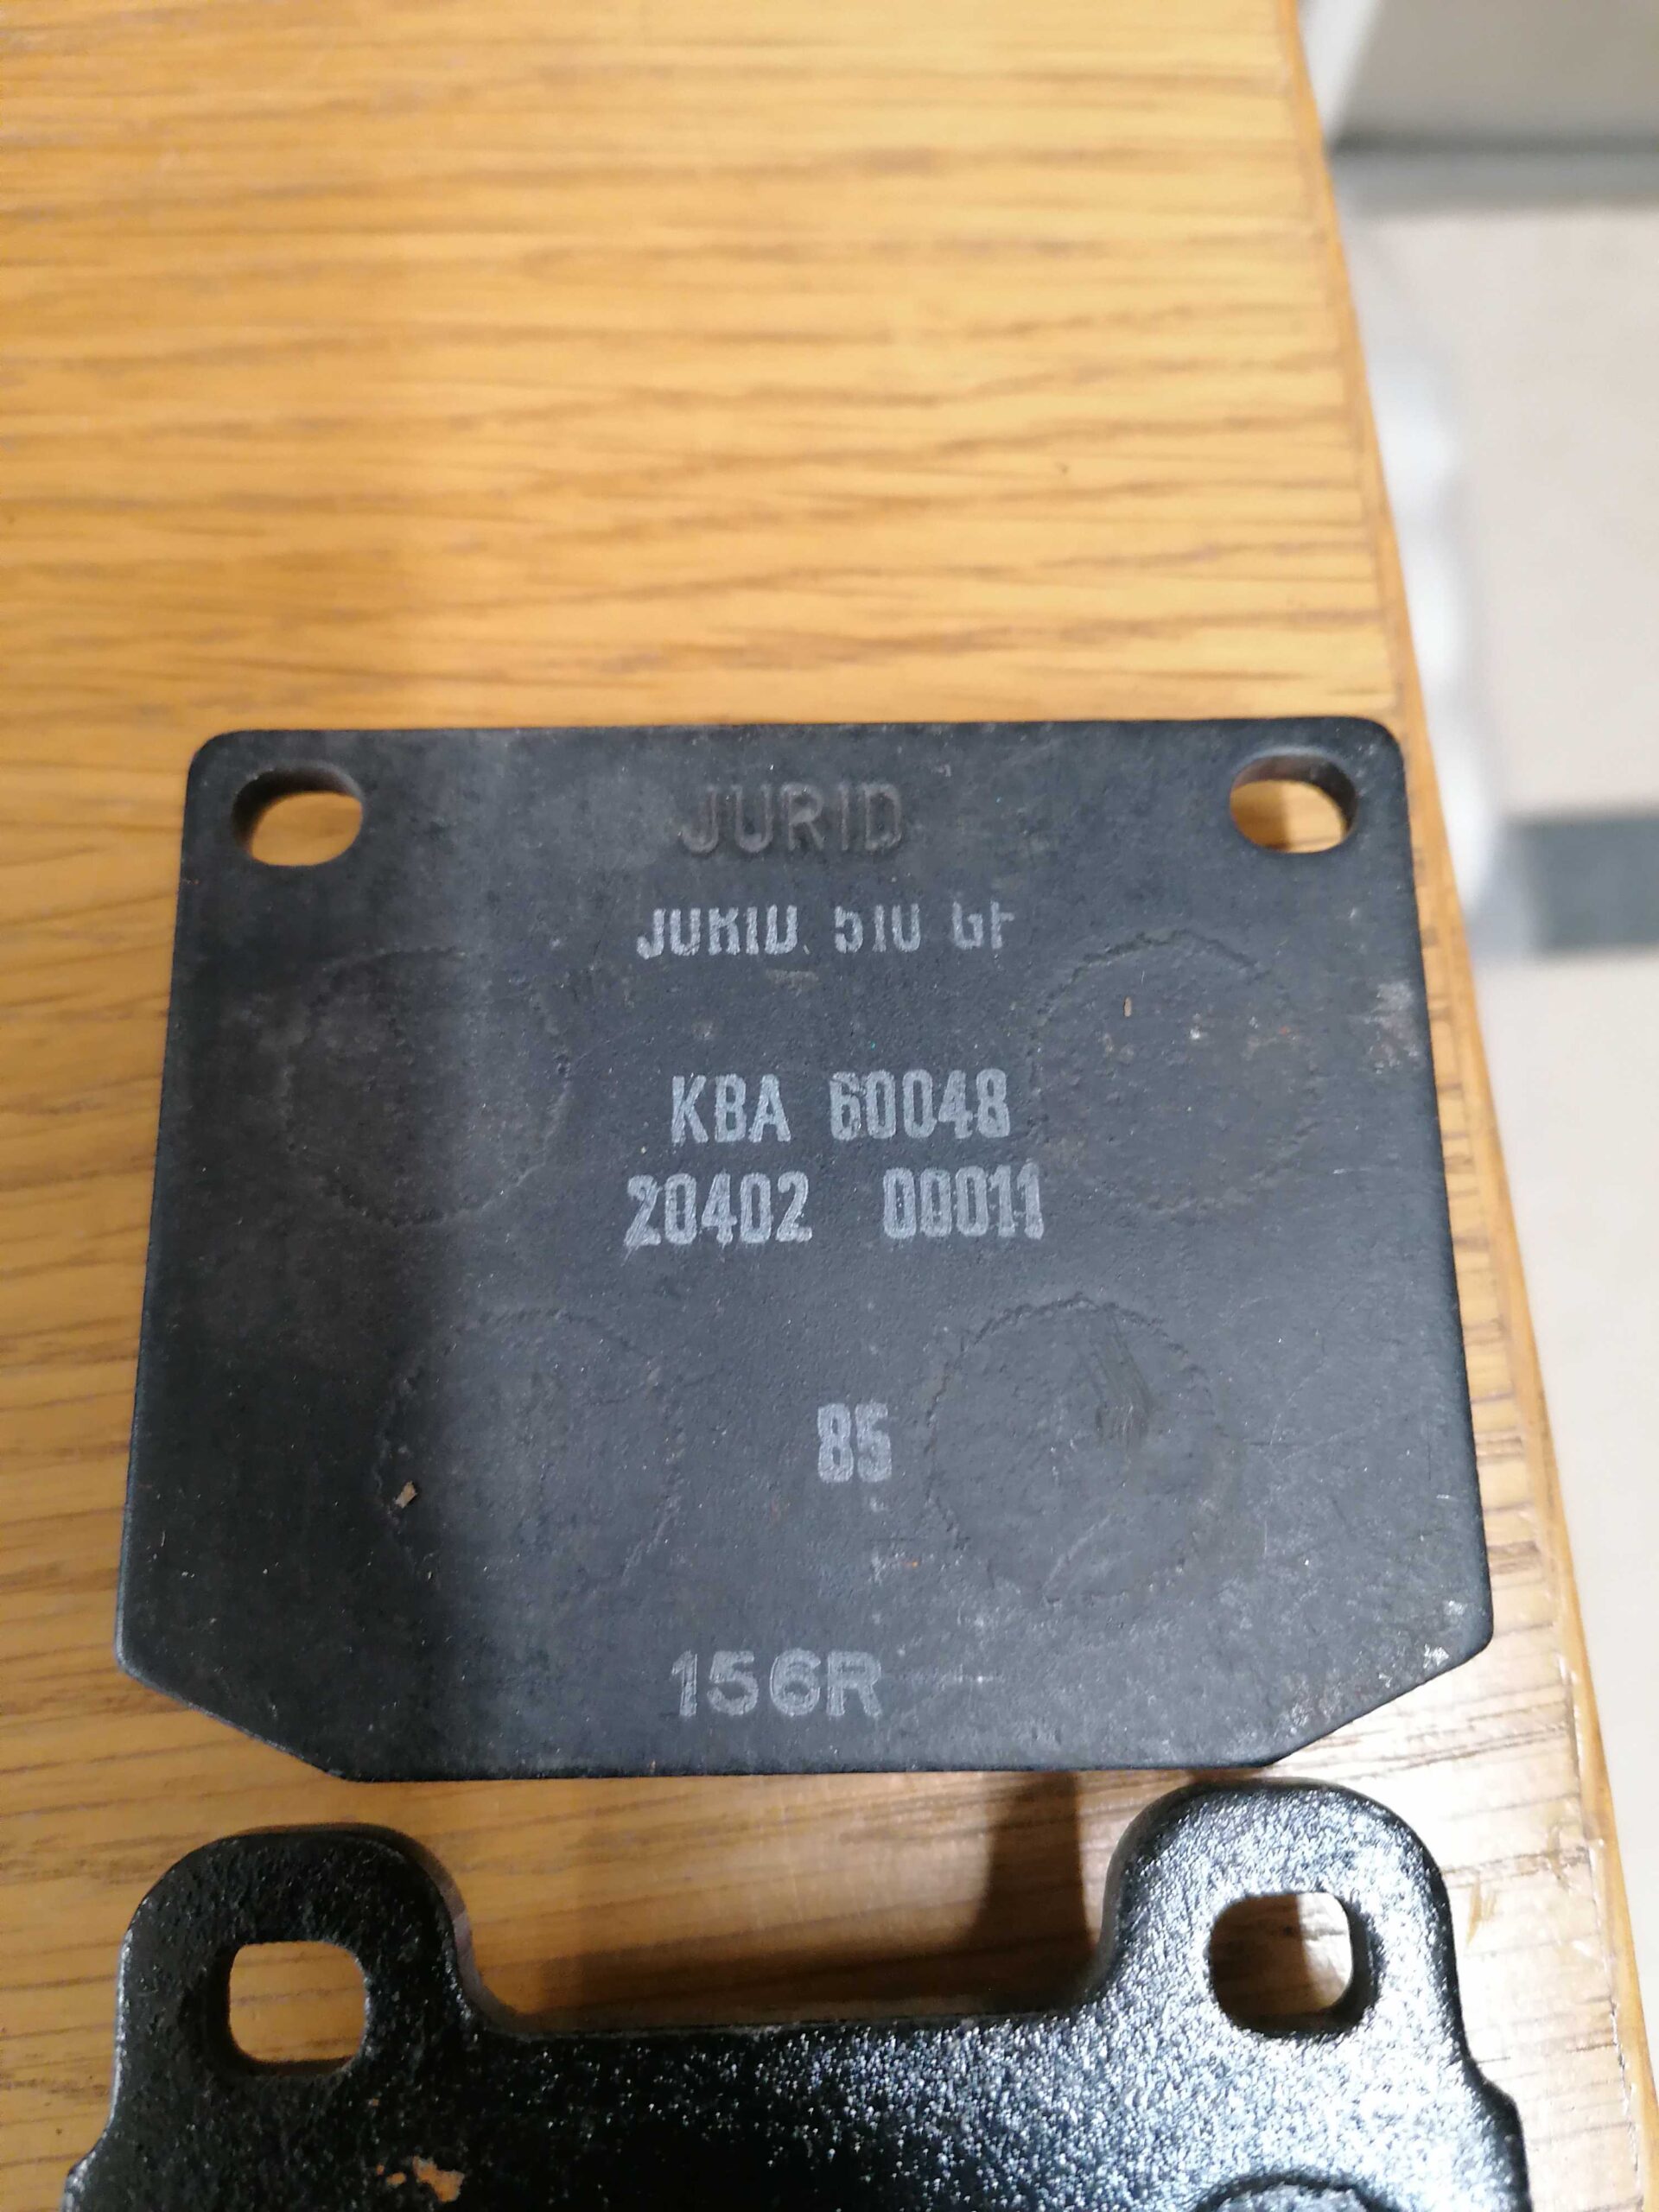 JURID
JURID 510 GF
KBA 60048
20402 00011
85
156R